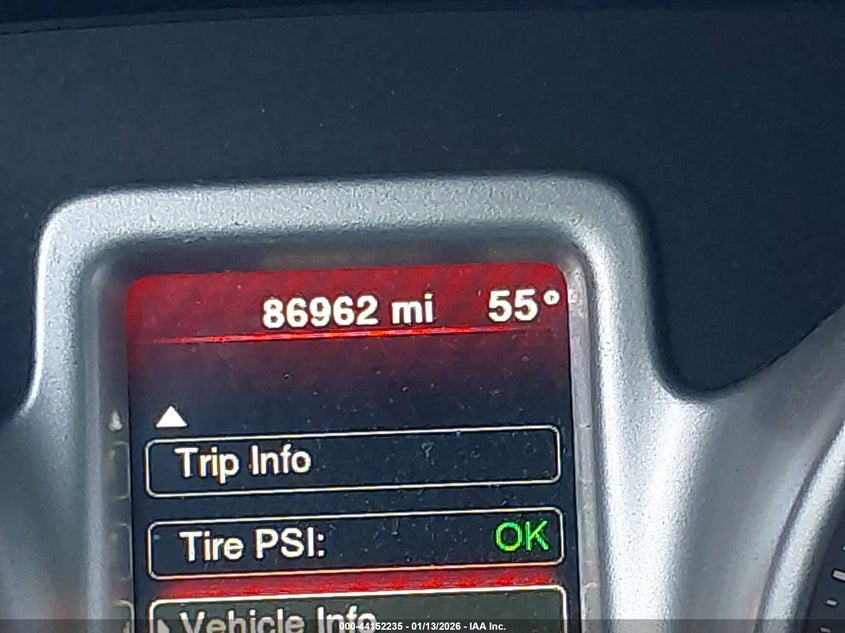 86962 mi 55°
Trip Info
Tire PSI: OK
Vehicle Info
000-44152235 - 01/13/2026 - IAA Inc.